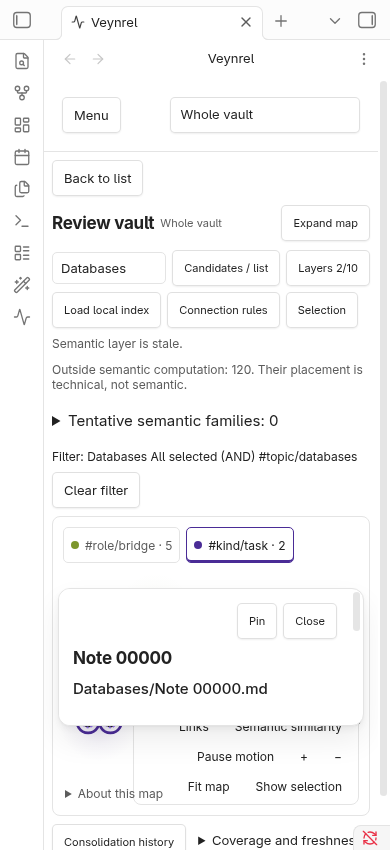 Veynrel
Veynrel
Menu
Whole vault
Back to list
Review vault Whole vault Expand map
Databases Candidates / list Layers 2/10
Load local index Connection rules Selection
Semantic layer is stale.
Outside semantic computation: 120. Their placement is
technical, not semantic.
Tentative semantic families: 0
Filter: Databases All selected (AND) #topic/databases
Clear filter
#role/bridge · 5 #kind/task · 2
Pin Close
Note 00000
Databases/Note 00000.md
Links Semantic similarity
Pause motion + −
Fit map Show selection
About this map
Consolidation history Coverage and freshnes